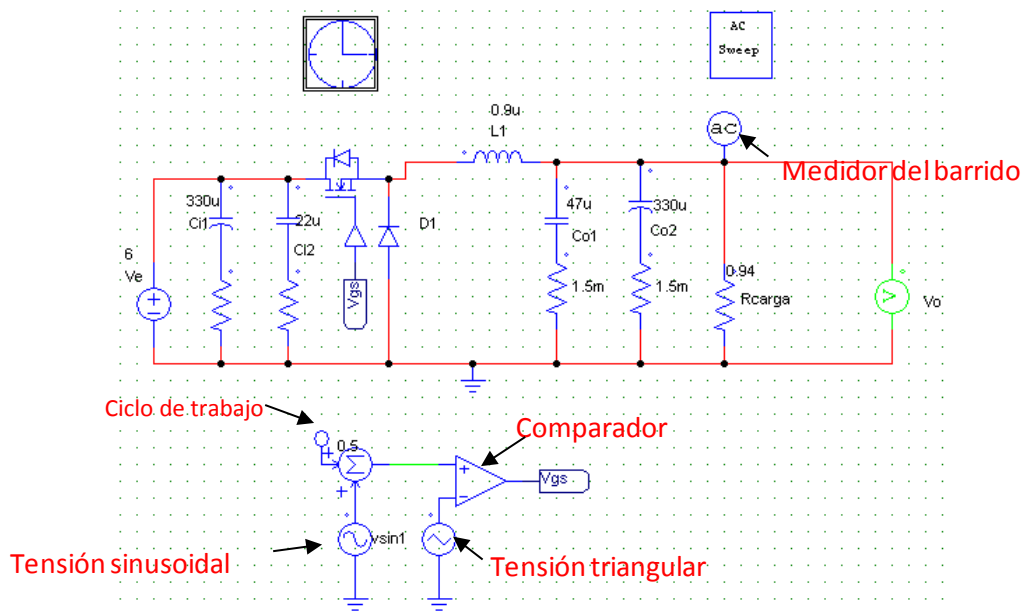 AC
Sweep
0.9u
L1
ac
Medidor del barrido
330u
Ci1
22u
CI2
D1
47u
Co1
330u
Co2
6
Ve
Vgs
1.5m
1.5m
0.94
Rcarga
V
Vo
Ciclo de trabajo
0.5
Comparador
Vgs
vsin1
Tensión sinusoidal
Tensión triangular